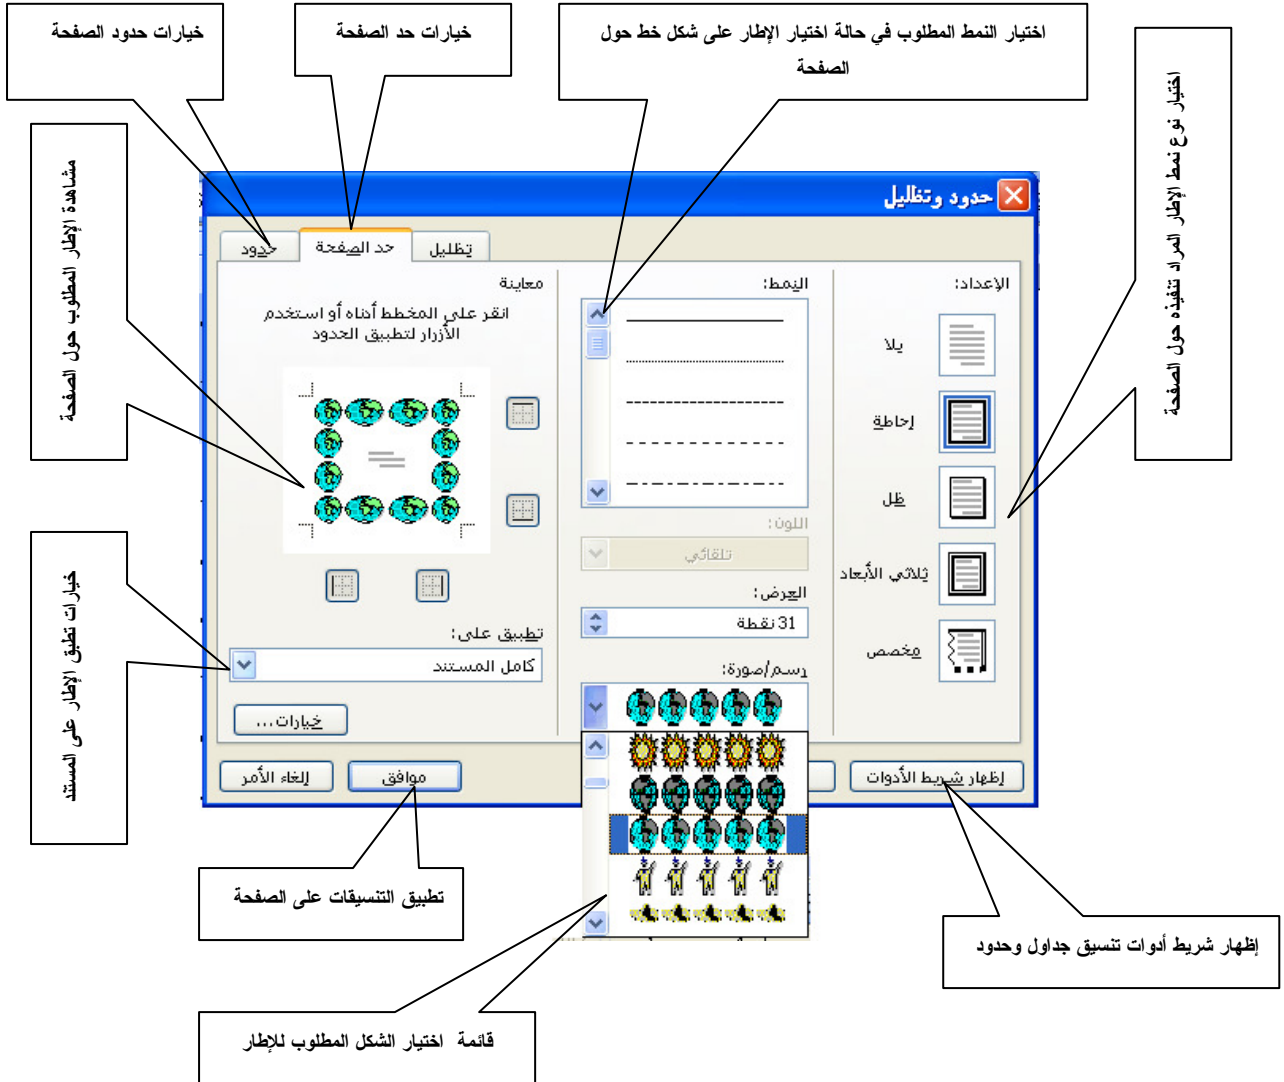 خيارات حدود الصفحة
خيارات حد الصفحة
اختيار النمط المطلوب في حالة اختيار الإطار على شكل خط حول
الصفحة
اختيار نوع نمط الإطار المراد تنفيذه حول الصفحة
مشاهدة الإطار المطلوب حول الصفحة
خيارات تطبق الإطار على المستند
حدود وتظليل
حدود
حد الصفحة
تظليل
الإعداد:
بلا
إحاطة
ظل
ثلاثي الأبعاد
مخصص
النمط:
اللون:
تلقائي
العرض:
31 نقطة
رسم/صورة:
معاينة
انقر على المخطط أدناه أو استخدم
الأزرار لتطبيق الحدود
تطبيق على:
كامل المستند
خيارات...
إظهار شريط الأدوات
موافق
إلغاء الأمر
تطبيق التنسيقات على الصفحة
إظهار شريط أدوات تنسيق جداول وحدود
قائمة اختيار الشكل المطلوب للإطار